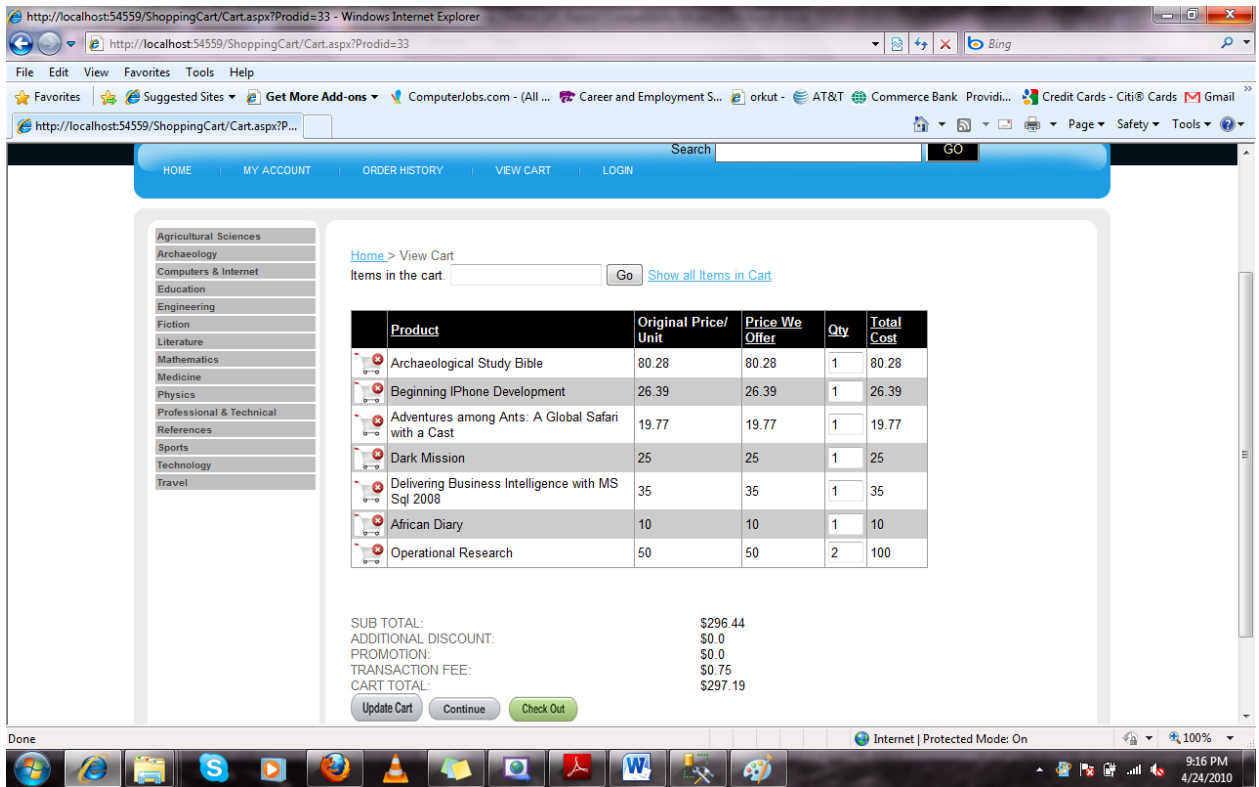 http://localhost:54559/ShoppingCart/Cart.aspx?Prodid=33 - Windows Internet Explorer
http://localhost:54559/ShoppingCart/Cart.aspx?Prodid=33
Bing
File Edit View Favorites Tools Help
Favorites Suggested Sites Get More Add-ons ComputerJobs.com - (All ... Career and Employment S... orkut - AT&T Commerce Bank Providi... Credit Cards - Citi® Cards Gmail »
http://localhost:54559/ShoppingCart/Cart.aspx?P... Page Safety Tools
Search GO
HOME | MY ACCOUNT | ORDER HISTORY | VIEW CART | LOGIN
Agricultural Sciences
Archaeology
Computers & Internet
Education
Engineering
Fiction
Literature
Mathematics
Medicine
Physics
Professional & Technical
References
Sports
Technology
Travel
Home > View Cart
Items in the cart. Go Show all Items in Cart
Product Original Price/ Unit Price We Offer Qty Total Cost
Archaeological Study Bible 80.28 80.28 1 80.28
Beginning IPhone Development 26.39 26.39 1 26.39
Adventures among Ants: A Global Safari
with a Cast 19.77 19.77 1 19.77
Dark Mission 25 25 1 25
Delivering Business Intelligence with MS
Sql 2008 35 35 1 35
African Diary 10 10 1 10
Operational Research 50 50 2 100
SUB TOTAL: $296.44
ADDITIONAL DISCOUNT: $0.0
PROMOTION: $0.0
TRANSACTION FEE: $0.75
CART TOTAL: $297.19
Update Cart Continue Check Out
Done Internet | Protected Mode: On 100%
9:16 PM
4/24/2010